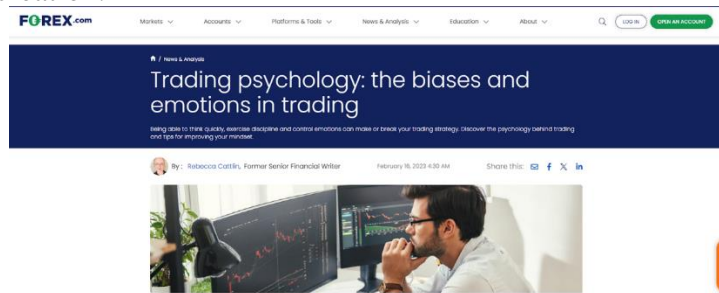 FOREX.com
Markets
Accounts
Platforms & Tools
News & Analysis
Education
About
LOG IN
OPEN AN ACCOUNT
/ News & Analysis
Trading psychology: the biases and
emotions in trading
Being able to think quickly, exercise discipline and control emotions can make or break your trading strategy. Discover the psychology behind trading
and tips for improving your mindset.
By : Rebecca Cattlin, Former Senior Financial Writer
February 16, 2023 4:30 AM
Share this: